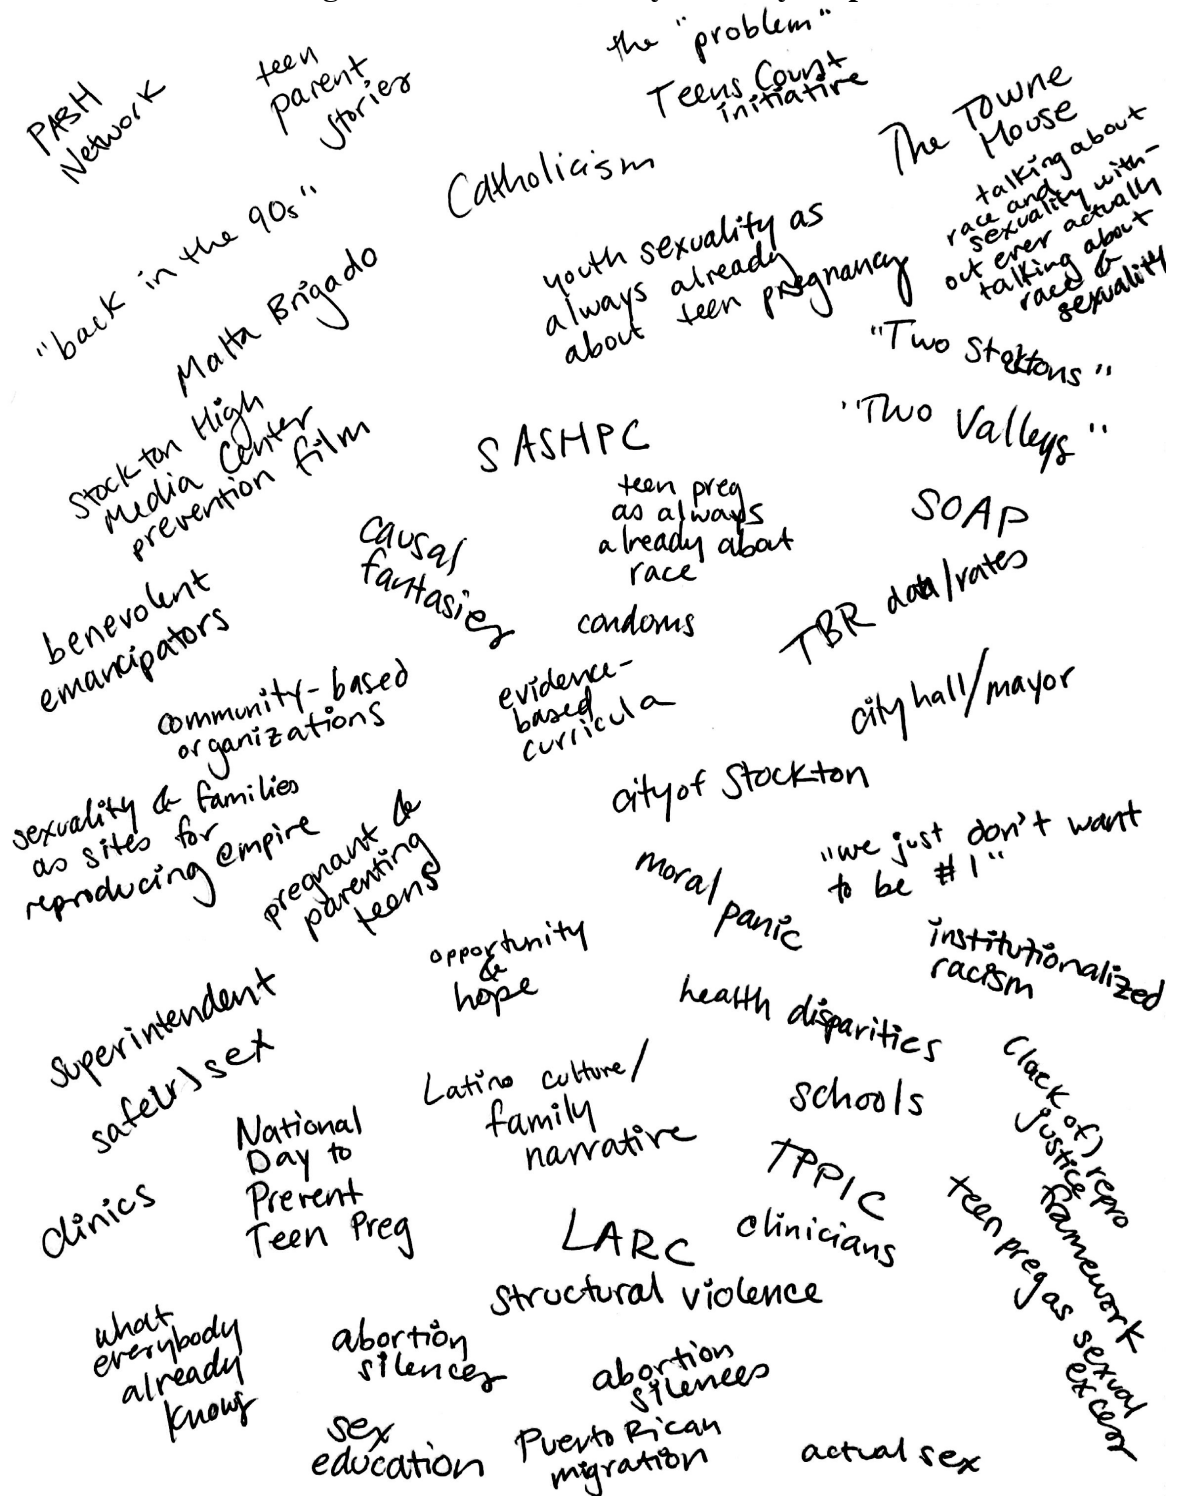 the "problem"
teen
parent
stories
PASH
Network
Teens Count
initiative
The Towne
House
Catholicism
talking about
race and
sexuality with-
out ever actually
talking about
race &
sexuality
"back in the 90s"
youth sexuality as
always already
about teen pregnancy
Malta Brigado
"Two Stocktons"
"Two Valleys"
Stockton High
Media Center
prevention film
SASHPC
teen preg
as always
already about
race
SOAP
causal
fantasies
TBR data/rates
benevolent
emancipators
condoms
community-based
organizations
evidence-
based
curricula
city hall/mayor
city of Stockton
sexuality & families
as sites for
reproducing empire
pregnant &
parenting
teens
moral
panic
"we just don't want
to be #1"
opportunity
&
hope
institutionalized
racism
health disparities
superintendent
safe(r) sex
Latino culture/
family
narrative
schools
(lack of) repro
justice
framework
National
Day to
Prevent
Teen Preg
TPPIC
clinics
LARC
clinicians
teen preg as sexual
excess
structural violence
what
everybody
already
knows
abortion
silences
abortion
silences
sex
education
Puerto Rican
migration
actual sex